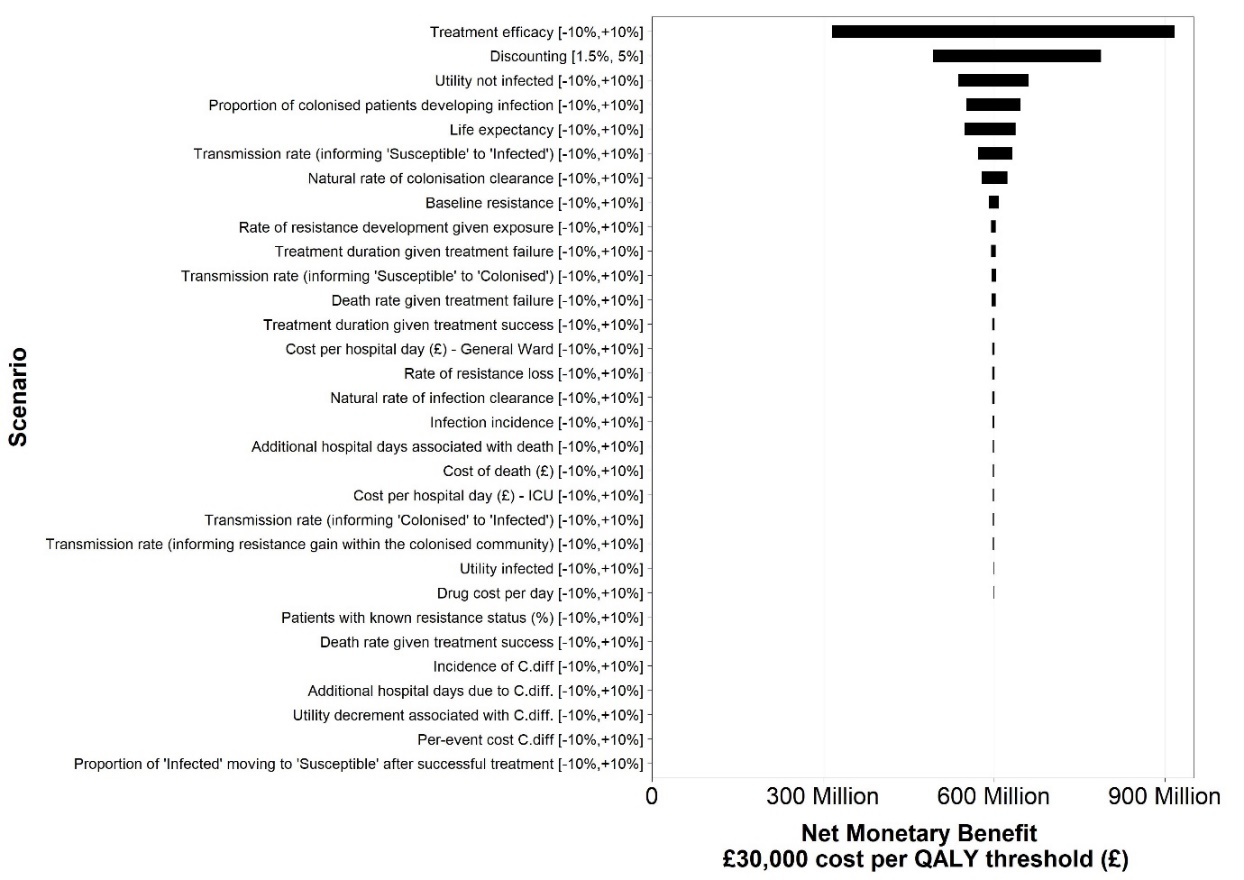 Scenario
Treatment efficacy [-10%,+10%]
Discounting [1.5%, 5%]
Utility not infected [-10%,+10%]
Proportion of colonised patients developing infection [-10%,+10%]
Life expectancy [-10%,+10%]
Transmission rate (informing 'Susceptible' to 'Infected') [-10%,+10%]
Natural rate of colonisation clearance [-10%,+10%]
Baseline resistance [-10%,+10%]
Rate of resistance development given exposure [-10%,+10%]
Treatment duration given treatment failure [-10%,+10%]
Transmission rate (informing 'Susceptible' to 'Colonised') [-10%,+10%]
Death rate given treatment failure [-10%,+10%]
Treatment duration given treatment success [-10%,+10%]
Cost per hospital day (£) - General Ward [-10%,+10%]
Rate of resistance loss [-10%,+10%]
Natural rate of infection clearance [-10%,+10%]
Infection incidence [-10%,+10%]
Additional hospital days associated with death [-10%,+10%]
Cost of death (£) [-10%,+10%]
Cost per hospital day (£) - ICU [-10%,+10%]
Transmission rate (informing 'Colonised' to 'Infected') [-10%,+10%]
Transmission rate (informing resistance gain within the colonised community) [-10%,+10%]
Utility infected [-10%,+10%]
Drug cost per day [-10%,+10%]
Patients with known resistance status (%) [-10%,+10%]
Death rate given treatment success [-10%,+10%]
Incidence of C.diff [-10%,+10%]
Additional hospital days due to C.diff. [-10%,+10%]
Utility decrement associated with C.diff. [-10%,+10%]
Per-event cost C.diff [-10%,+10%]
Proportion of 'Infected' moving to 'Susceptible' after successful treatment [-10%,+10%]
0 300 Million 600 Million 900 Million
Net Monetary Benefit
£30,000 cost per QALY threshold (£)